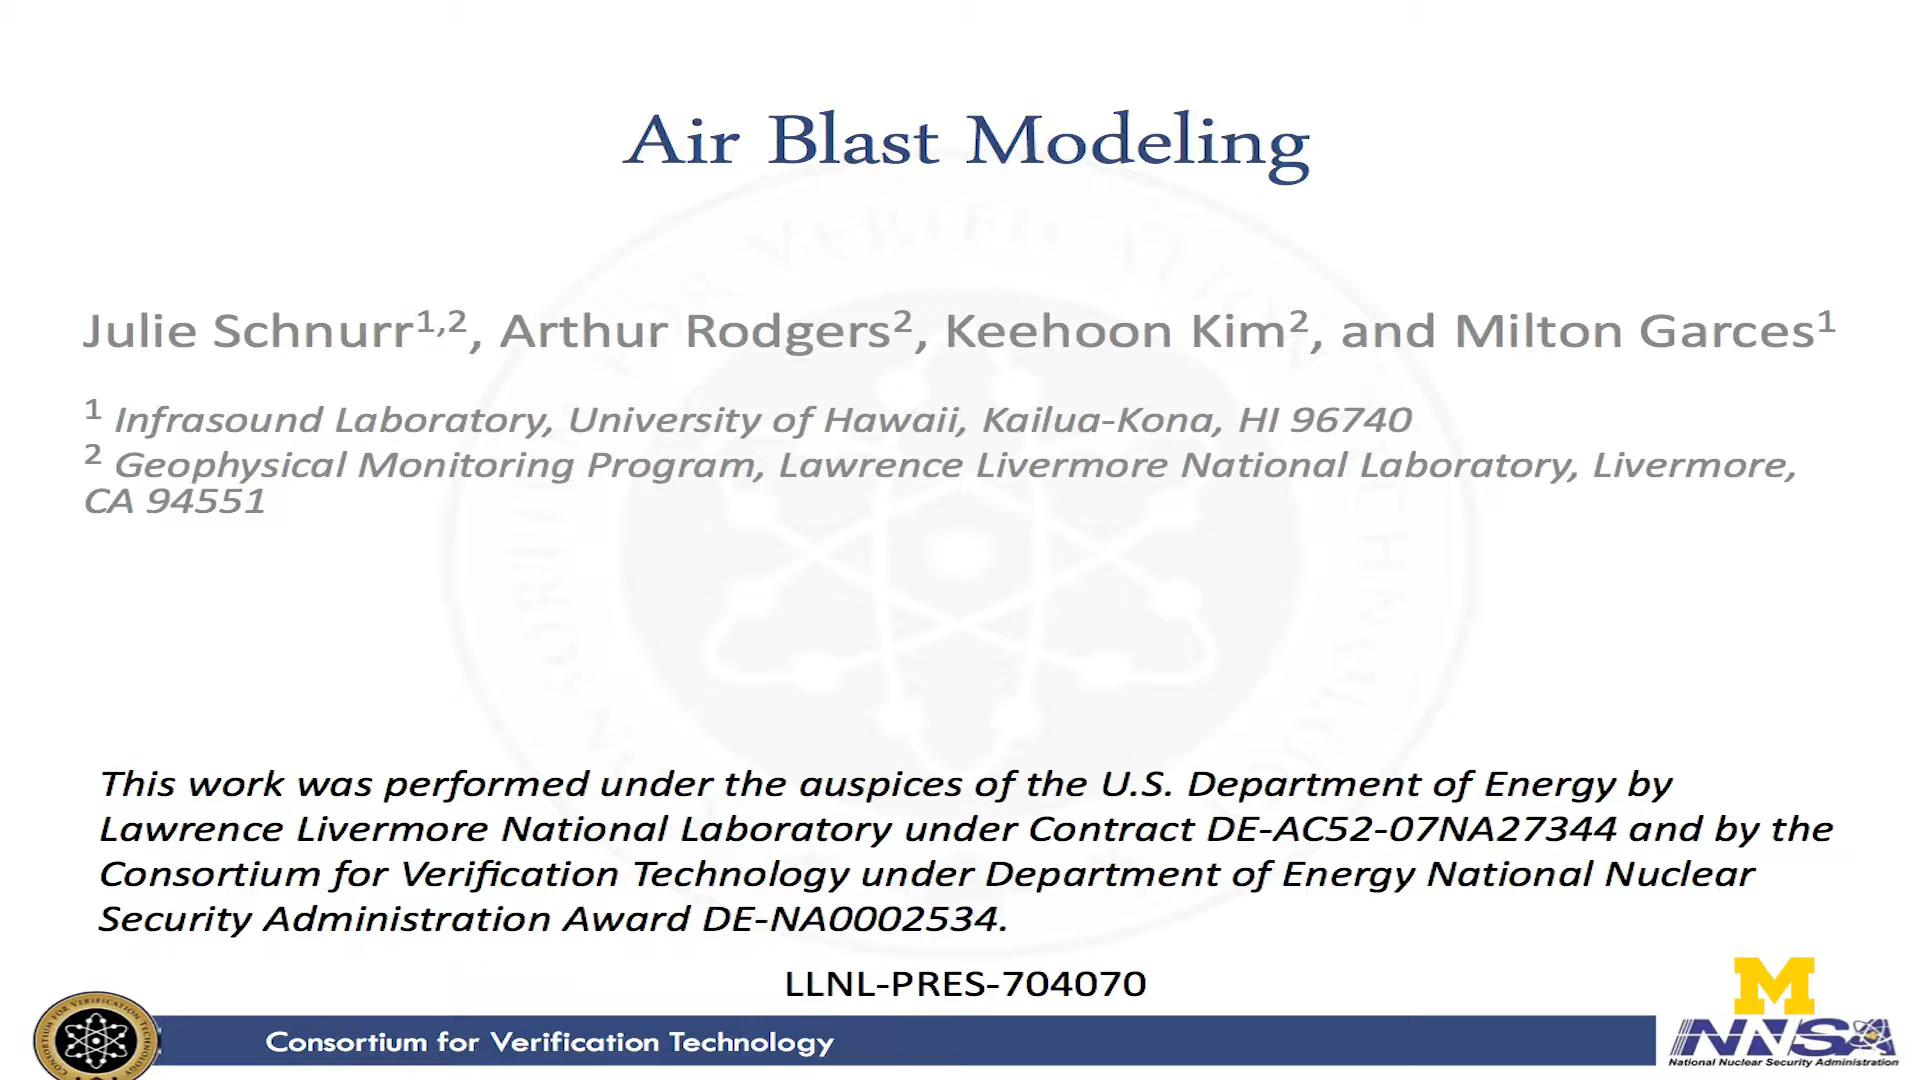 Air Blast Modeling
Julie Schnurr1,2, Arthur Rodgers2, Keehoon Kim2, and Milton Garces1
1 Infrasound Laboratory, University of Hawaii, Kailua-Kona, HI 96740
2 Geophysical Monitoring Program, Lawrence Livermore National Laboratory, Livermore,
CA 94551
This work was performed under the auspices of the U.S. Department of Energy by
Lawrence Livermore National Laboratory under Contract DE-AC52-07NA27344 and by the
Consortium for Verification Technology under Department of Energy National Nuclear
Security Administration Award DE-NA0002534.
LLNL-PRES-704070
CONSORTIUM FOR VERIFICATION TECHNOLOGY
Consortium for Verification Technology
M
NNSA
National Nuclear Security Administration